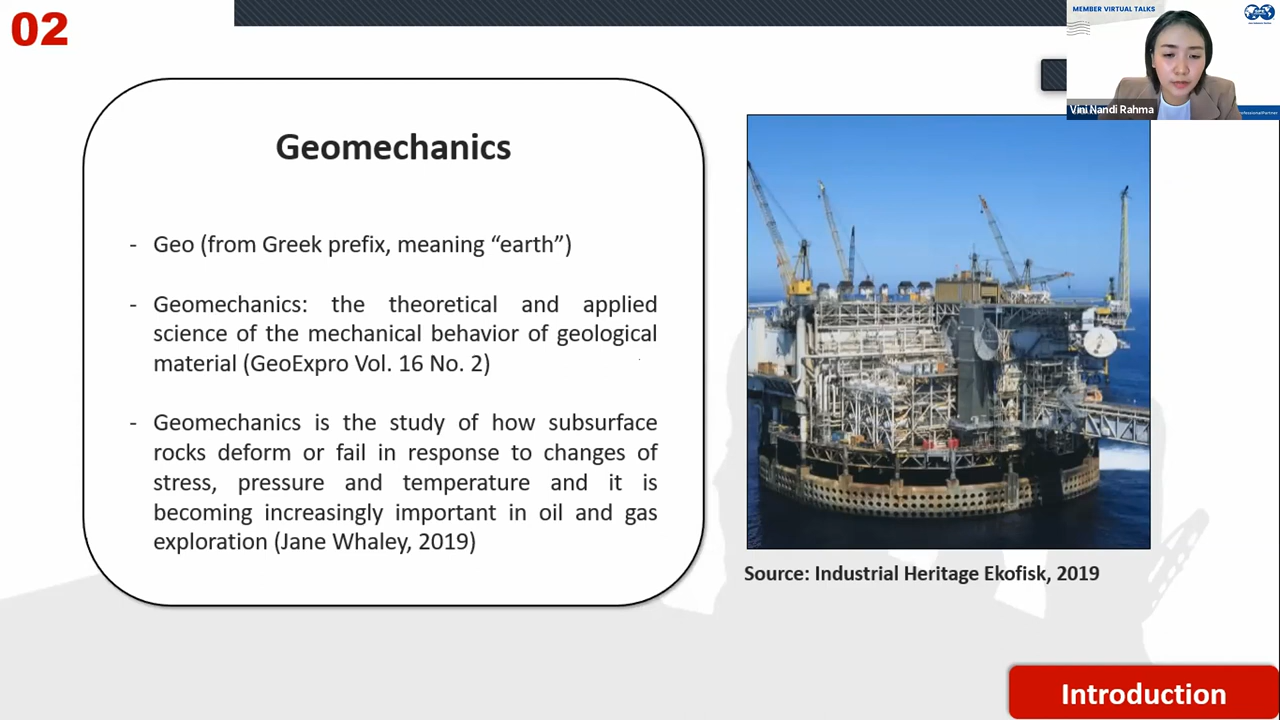 02
MEMBER VIRTUAL TALKS
Vini Nandi Rahma
Geomechanics
- Geo (from Greek prefix, meaning “earth”)
- Geomechanics: the theoretical and applied
science of the mechanical behavior of geological
material (GeoExpro Vol. 16 No. 2)
- Geomechanics is the study of how subsurface
rocks deform or fail in response to changes of
stress, pressure and temperature and it is
becoming increasingly important in oil and gas
exploration (Jane Whaley, 2019)
Source: Industrial Heritage Ekofisk, 2019
Introduction